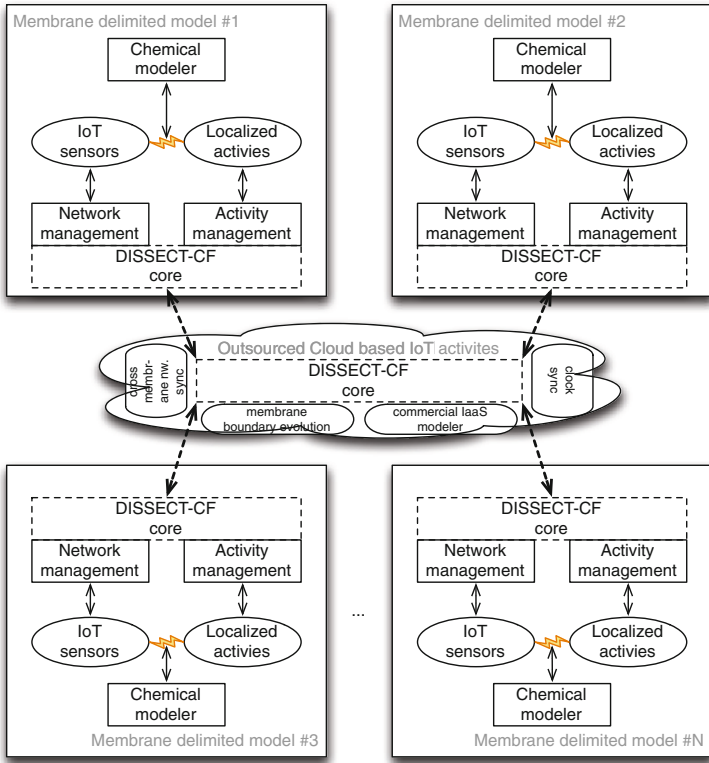 Membrane delimited model #1
Chemical
modeler
IoT
sensors
Localized
activies
Network
management
Activity
management
DISSECT-CF
core
Membrane delimited model #2
Chemical
modeler
IoT
sensors
Localized
activies
Network
management
Activity
management
DISSECT-CF
core
Outsourced Cloud based IoT activites
cross
membr-
ane nw.
sync
DISSECT-CF
core
clock
sync
membrane
boundary evolution
commercial IaaS
modeler
DISSECT-CF
core
Network
management
Activity
management
IoT
sensors
Localized
activies
Chemical
modeler
Membrane delimited model #3
...
DISSECT-CF
core
Network
management
Activity
management
IoT
sensors
Localized
activies
Chemical
modeler
Membrane delimited model #N